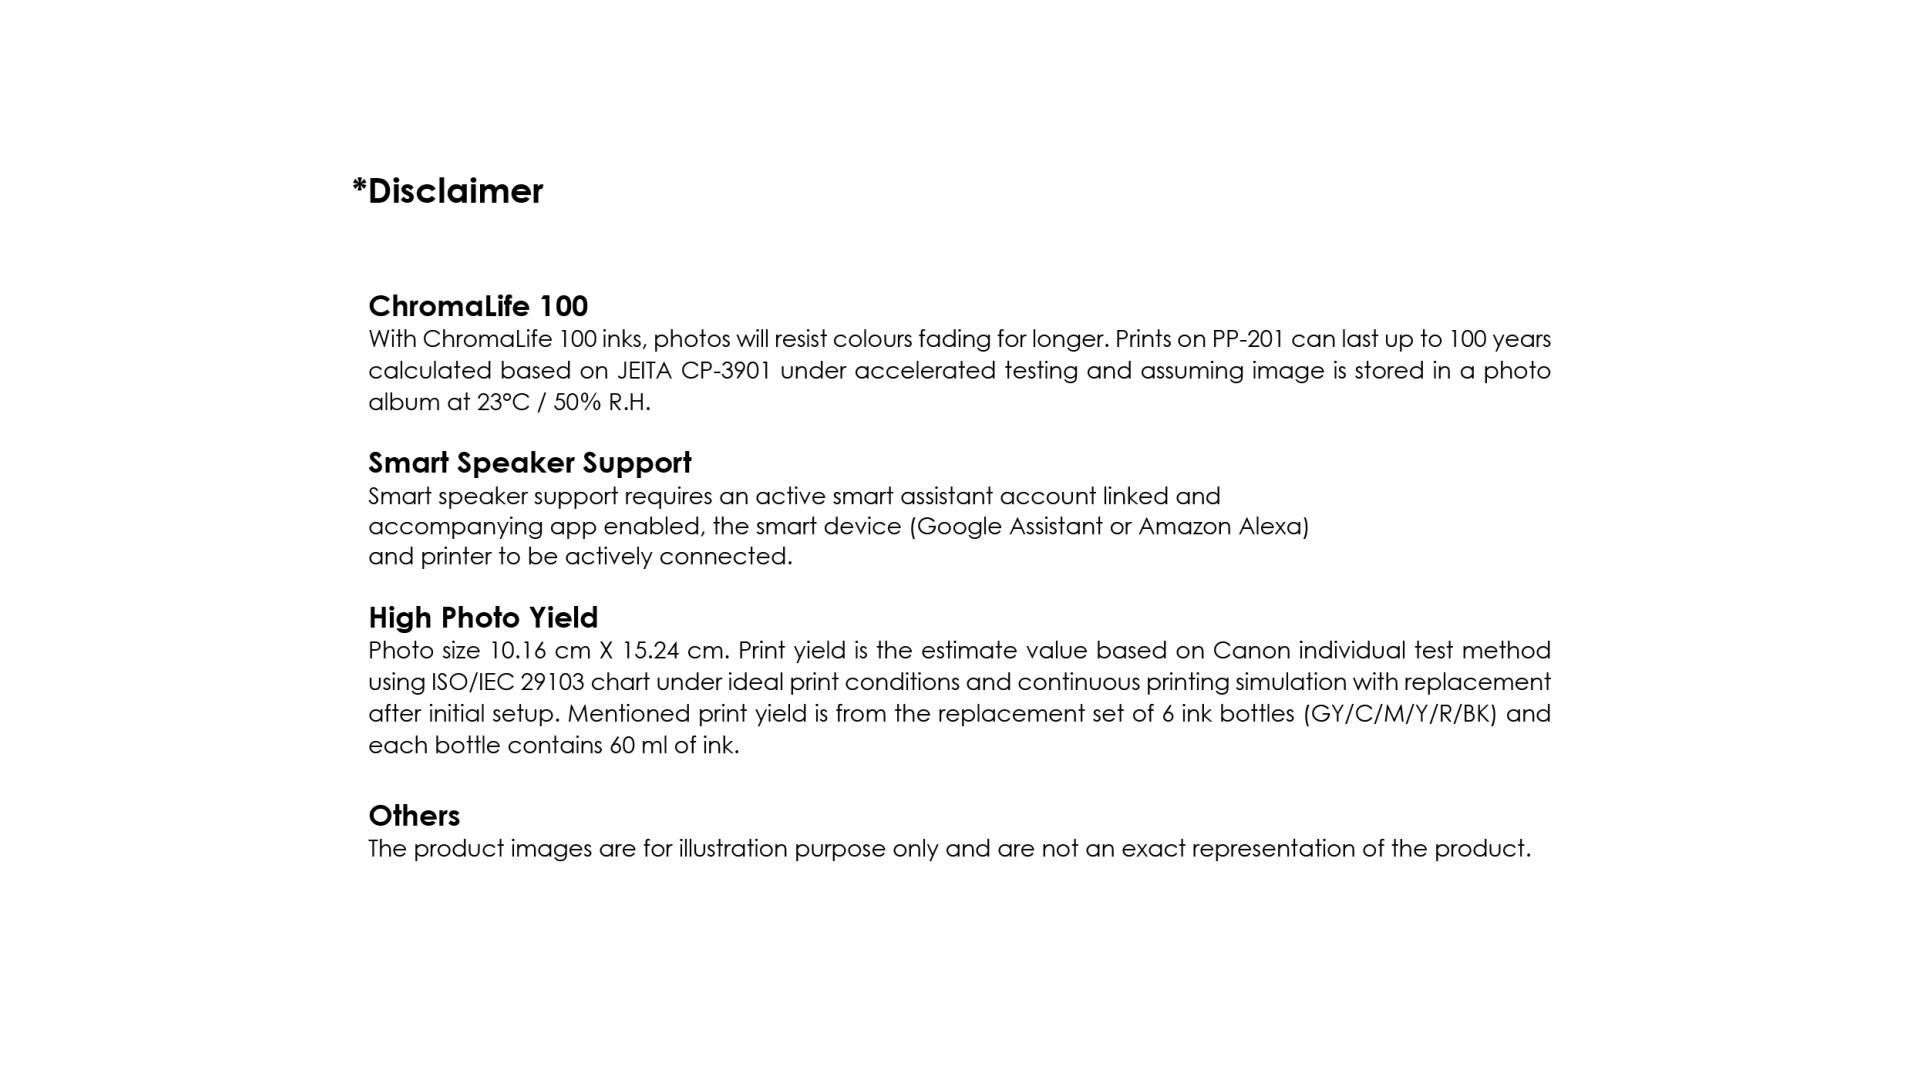 *Disclaimer
ChromaLife 100
With ChromaLife 100 inks, photos will resist colours fading for longer. Prints on PP-201 can last up to 100 years
calculated based on JEITA CP-3901 under accelerated testing and assuming image is stored in a photo
album at 23°C / 50% R.H.
Smart Speaker Support
Smart speaker support requires an active smart assistant account linked and
accompanying app enabled, the smart device (Google Assistant or Amazon Alexa)
and printer to be actively connected.
High Photo Yield
Photo size 10.16 cm X 15.24 cm. Print yield is the estimate value based on Canon individual test method
using ISO/IEC 29103 chart under ideal print conditions and continuous printing simulation with replacement
after initial setup. Mentioned print yield is from the replacement set of 6 ink bottles (GY/C/M/Y/R/BK) and
each bottle contains 60 ml of ink.
Others
The product images are for illustration purpose only and are not an exact representation of the product.